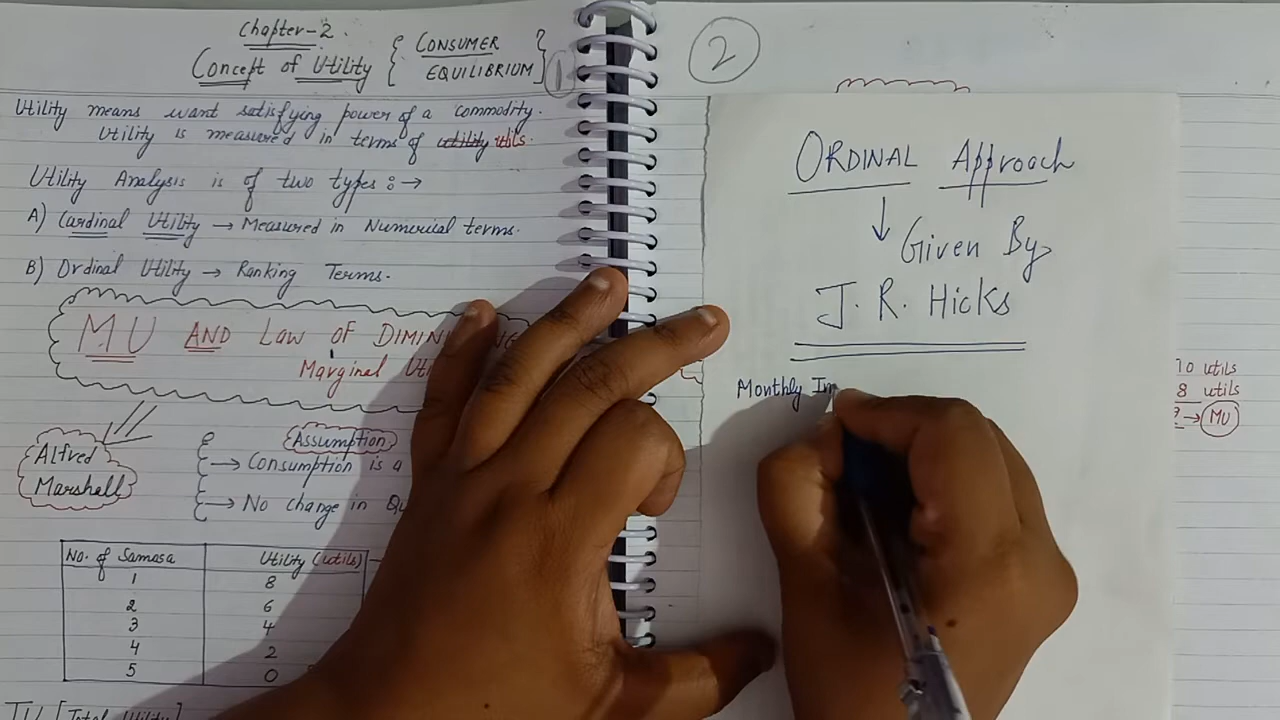 Chapter-2.
Concept of Utility { CONSUMER EQUILIBRIUM } 1
Utility means want satisfying power of a commodity.
Utility is measured in terms of utility utils.
Utility Analysis is of two types :→
A) Cardinal Utility → Measured in Numerical terms.
B) Ordinal Utility → Ranking Terms.
MU AND LAW OF
Marginal
Alfred
Marshall
Assumption
→ Consumption is a
→ No change in
No. of Samosa Utility (utils)
1 8
2 6
3 4
4 2
5 0
TU [Total Utility]
2
ORDINAL Approach
↓ Given By
J. R. Hicks
Monthly
10 utils
8 utils
→ MU